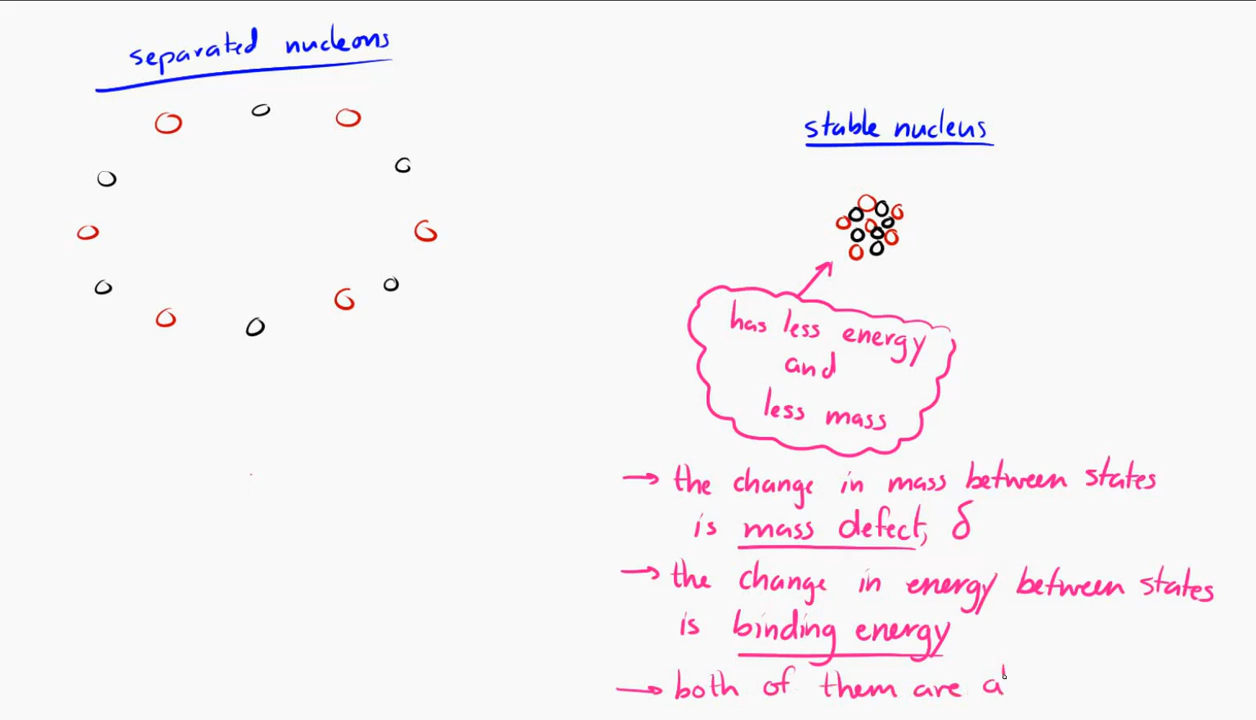 separated nucleons
stable nucleus
has less energy
and
less mass
→ the change in mass between states
is mass defect, δ
→ the change in energy between states
is binding energy
→ both of them are